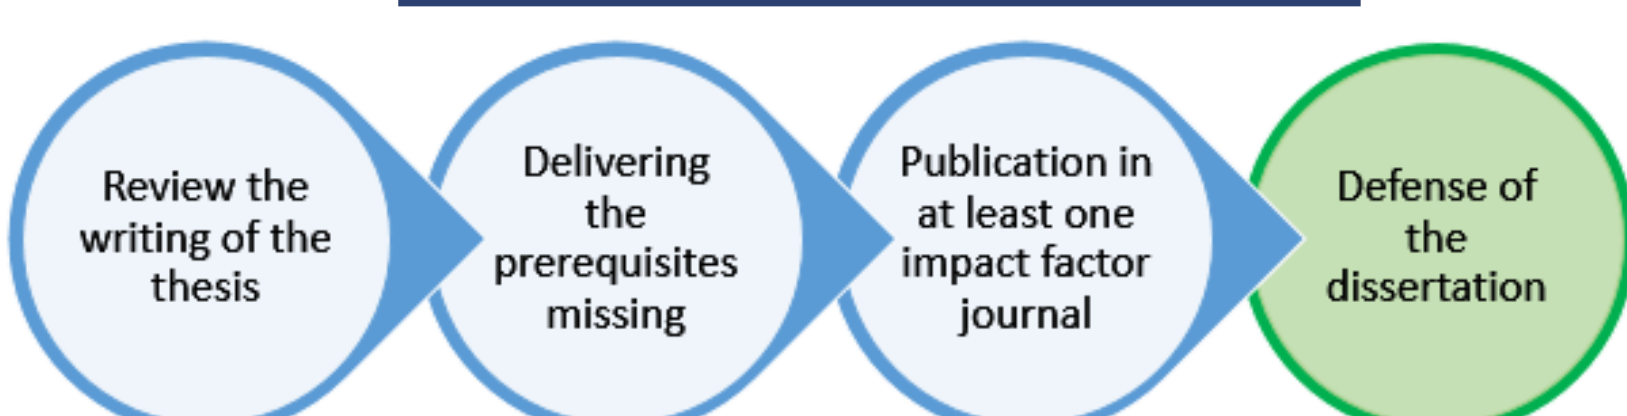 Review the
writing of the
thesis
Delivering
the
prerequisites
missing
Publication in
at least one
impact factor
journal
Defense of
the
dissertation